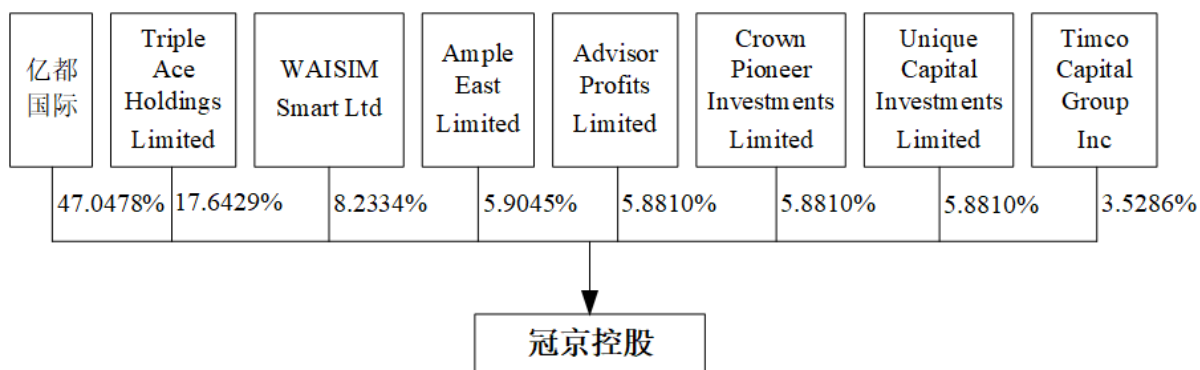 亿都
国际
Triple
Ace
Holdings
Limited
WAISIM
Smart Ltd
Ample
East
Limited
Advisor
Profits
Limited
Crown
Pioneer
Investments
Limited
Unique
Capital
Investments
Limited
Timco
Capital
Group
Inc
47.0478%
17.6429%
8.2334%
5.9045%
5.8810%
5.8810%
5.8810%
3.5286%
冠京控股